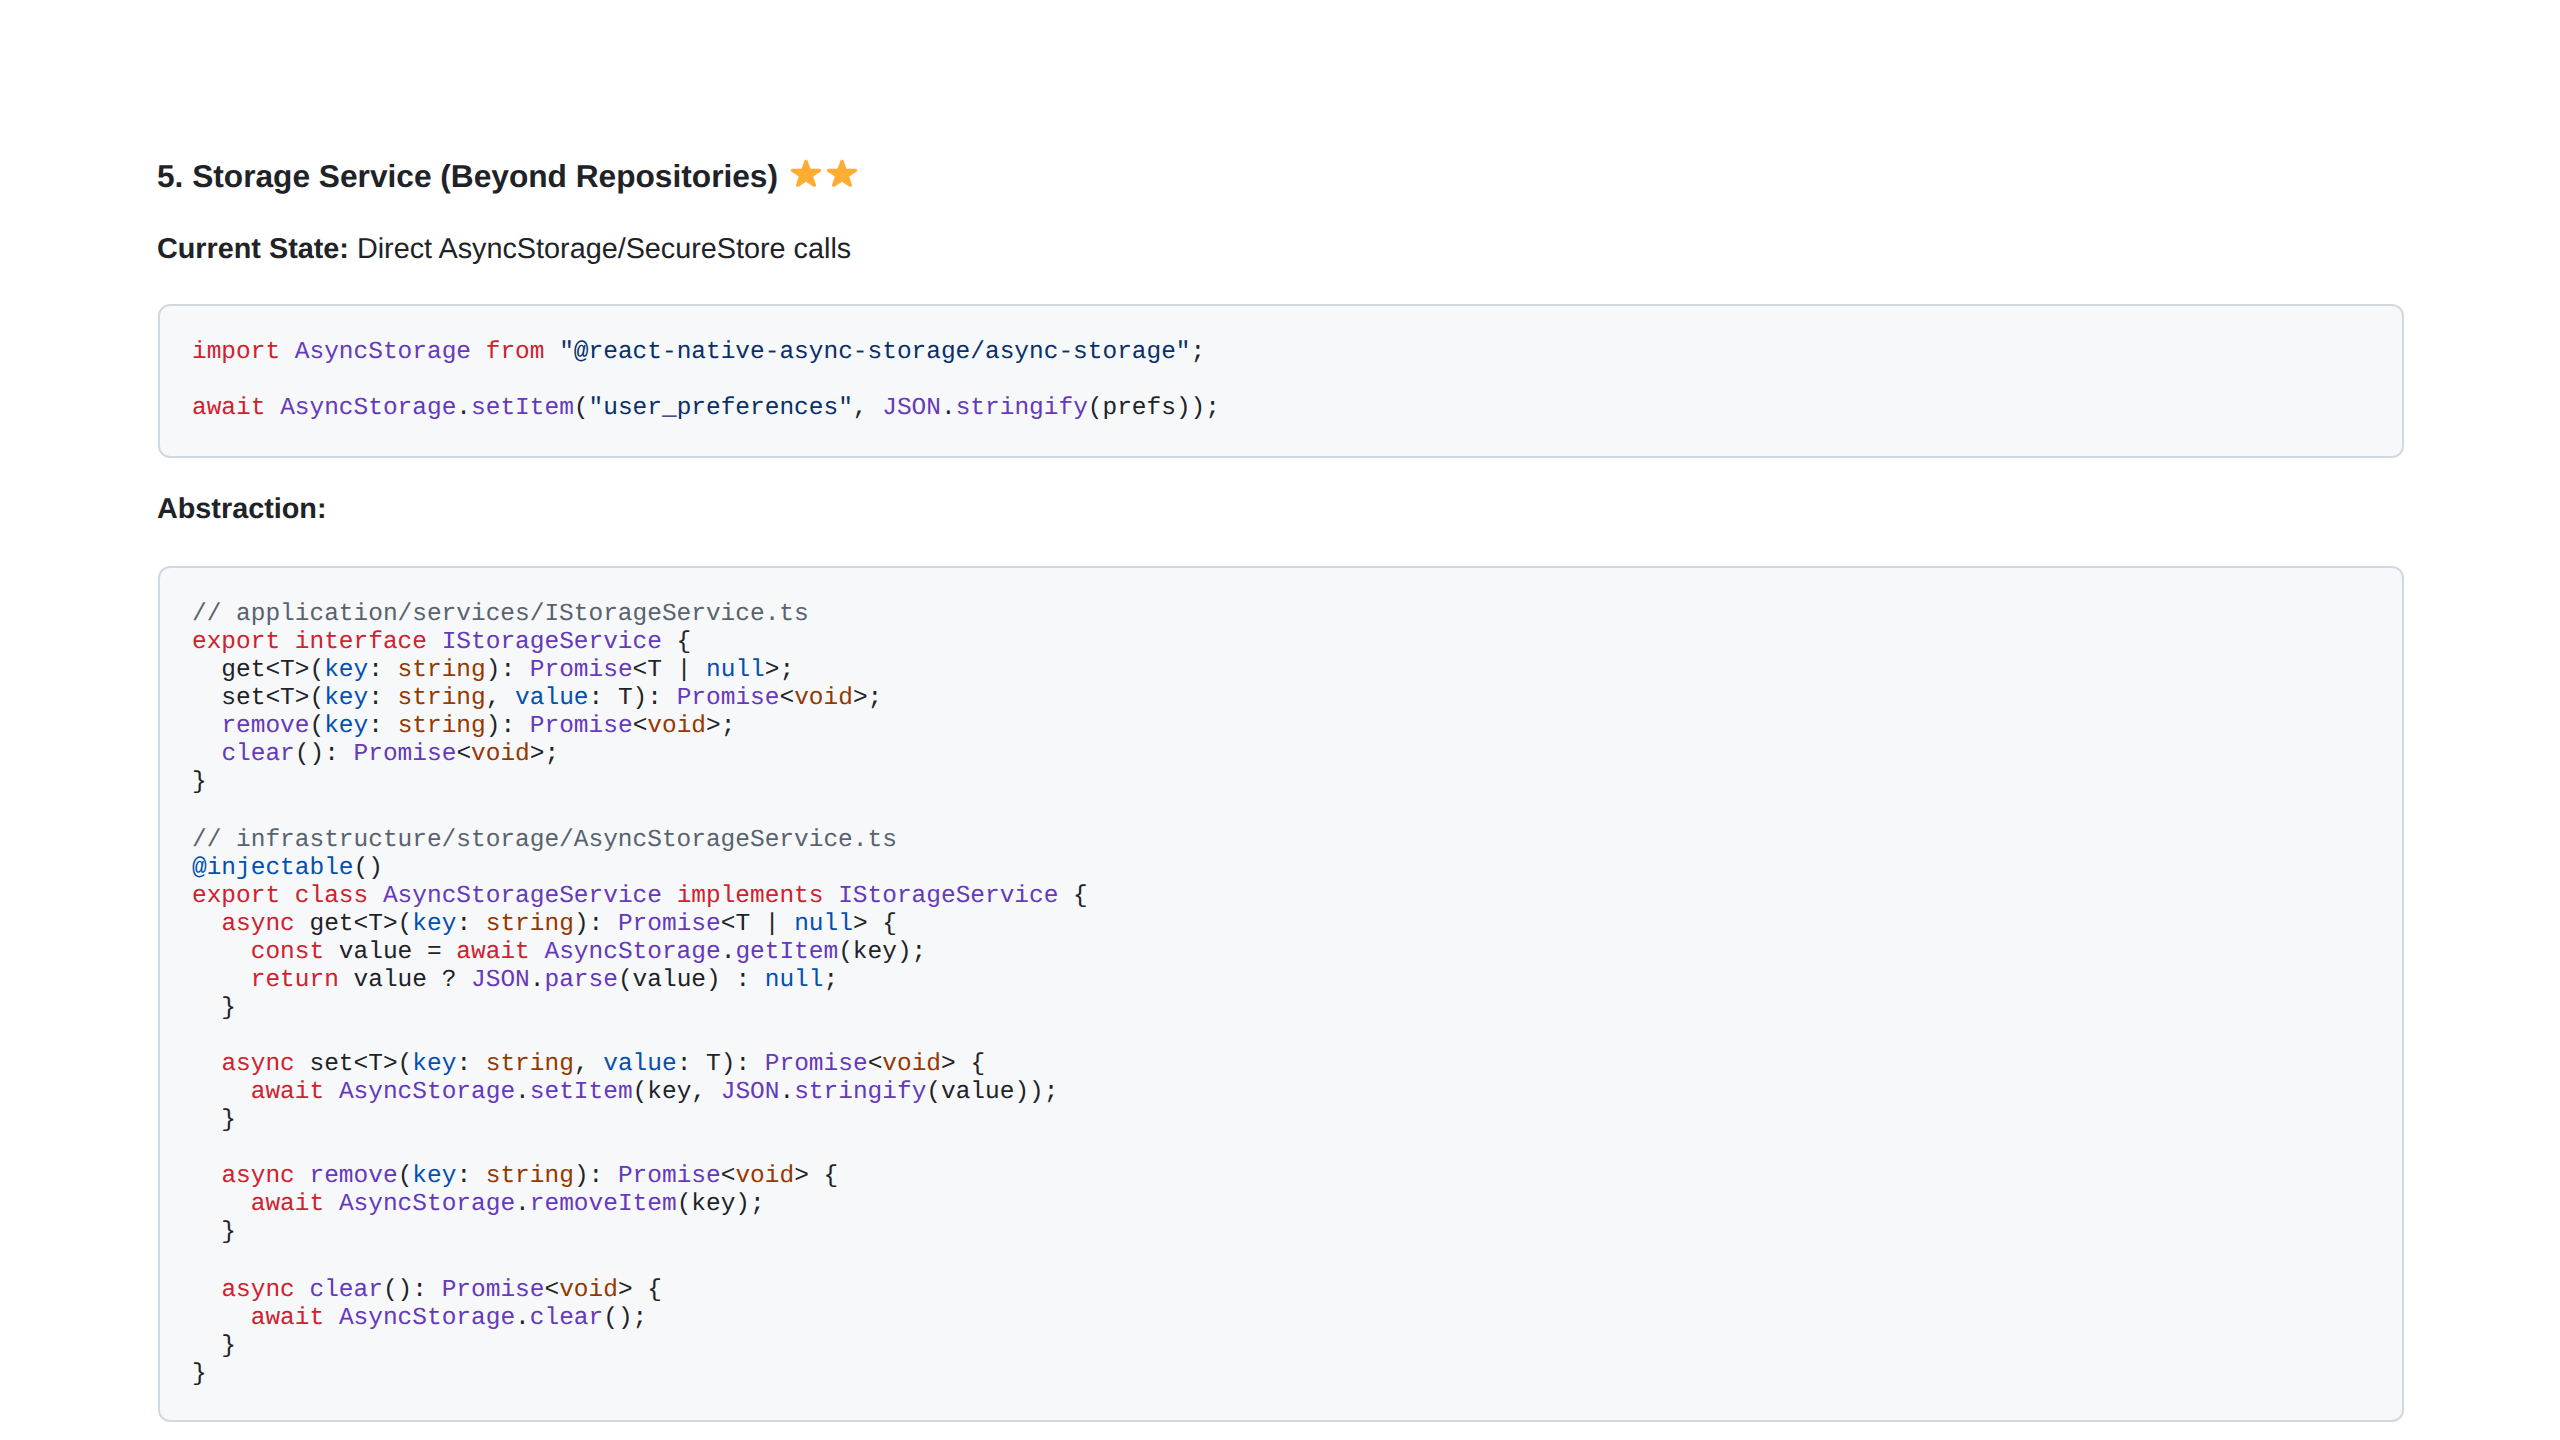 5. Storage Service (Beyond Repositories) ⭐⭐
Current State: Direct AsyncStorage/SecureStore calls
import AsyncStorage from "@react-native-async-storage/async-storage";

await AsyncStorage.setItem("user_preferences", JSON.stringify(prefs));
Abstraction:
// application/services/IStorageService.ts
export interface IStorageService {
  get<T>(key: string): Promise<T | null>;
  set<T>(key: string, value: T): Promise<void>;
  remove(key: string): Promise<void>;
  clear(): Promise<void>;
}

// infrastructure/storage/AsyncStorageService.ts
@injectable()
export class AsyncStorageService implements IStorageService {
  async get<T>(key: string): Promise<T | null> {
    const value = await AsyncStorage.getItem(key);
    return value ? JSON.parse(value) : null;
  }

  async set<T>(key: string, value: T): Promise<void> {
    await AsyncStorage.setItem(key, JSON.stringify(value));
  }

  async remove(key: string): Promise<void> {
    await AsyncStorage.removeItem(key);
  }

  async clear(): Promise<void> {
    await AsyncStorage.clear();
  }
}